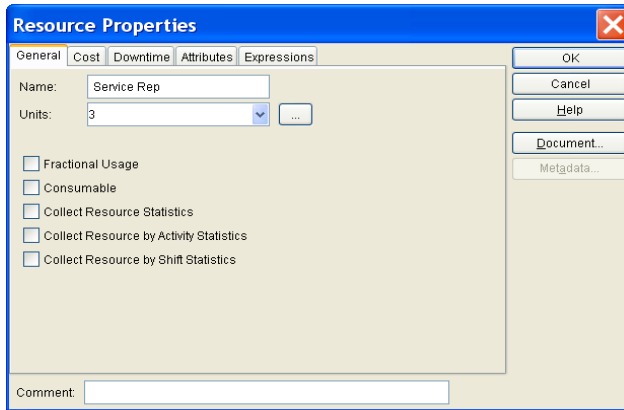 Resource Properties
General Cost Downtime Attributes Expressions
OK
Name: Service Rep
Cancel
Units: 3 ...
Help
Document...
Fractional Usage
Metadata...
Consumable
Collect Resource Statistics
Collect Resource by Activity Statistics
Collect Resource by Shift Statistics
Comment: